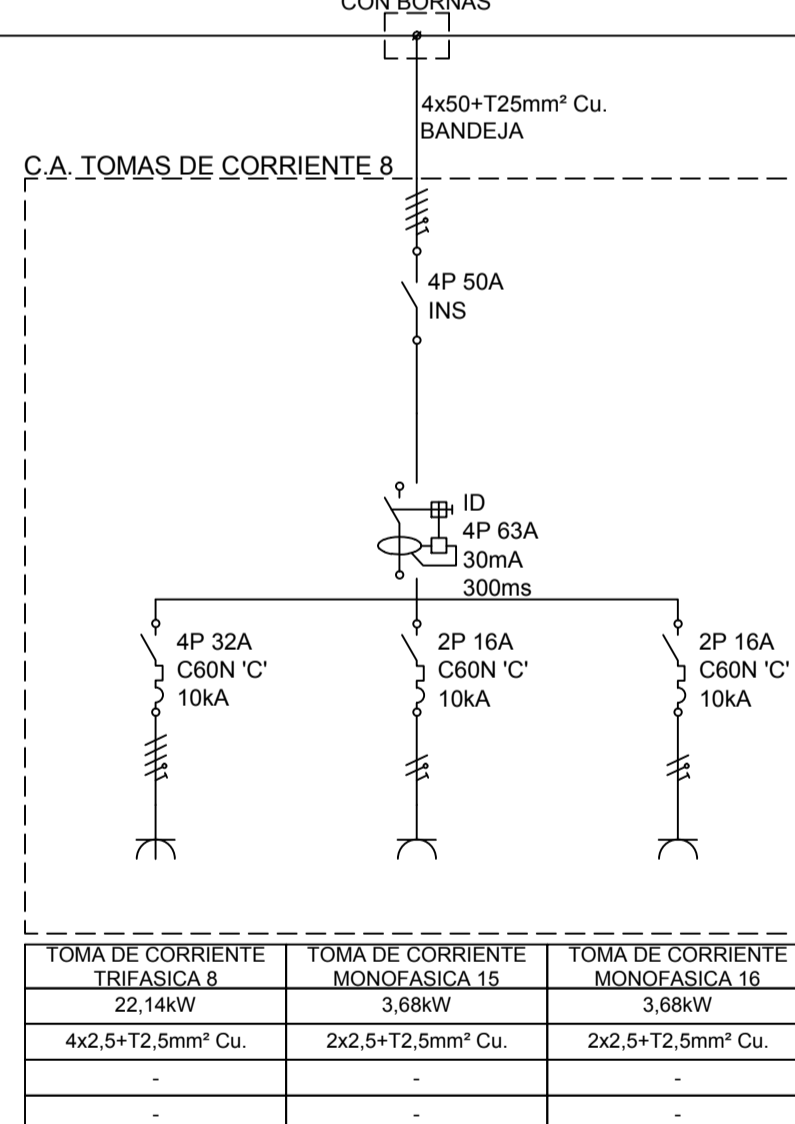 CON BORNAS
4x50+T25mm² Cu.
BANDEJA
C.A. TOMAS DE CORRIENTE 8
4P 50A
INS
ID
4P 63A
30mA
300ms
4P 32A
C60N 'C'
10kA
2P 16A
C60N 'C'
10kA
2P 16A
C60N 'C'
10kA
TOMA DE CORRIENTE
TRIFASICA 8
TOMA DE CORRIENTE
MONOFASICA 15
TOMA DE CORRIENTE
MONOFASICA 16
22,14kW
3,68kW
3,68kW
4x2,5+T2,5mm² Cu.
2x2,5+T2,5mm² Cu.
2x2,5+T2,5mm² Cu.
-
-
-
-
-
-